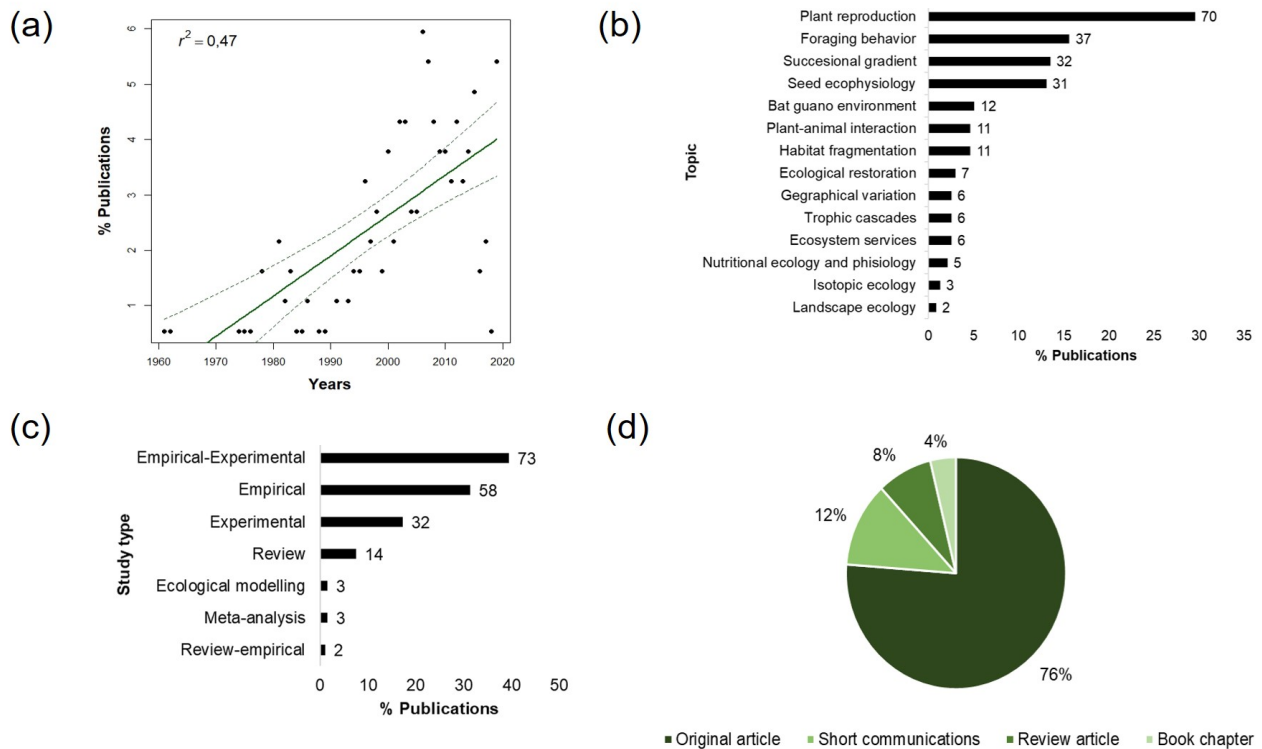 (a)
r² = 0,47
% Publications
6
5
4
3
2
1
1960 1970 1980 1990 2000 2010 2020
Years
(b)
Topic
Plant reproduction 70
Foraging behavior 37
Succesional gradient 32
Seed ecophysiology 31
Bat guano environment 12
Plant-animal interaction 11
Habitat fragmentation 11
Ecological restoration 7
Gegraphical variation 6
Trophic cascades 6
Ecosystem services 6
Nutritional ecology and phisiology 5
Isotopic ecology 3
Landscape ecology 2
0 5 10 15 20 25 30 35
% Publications
(c)
Study type
Empirical-Experimental 73
Empirical 58
Experimental 32
Review 14
Ecological modelling 3
Meta-analysis 3
Review-empirical 2
0 10 20 30 40 50
% Publications
(d)
4%
8%
12%
76%
Original article Short communications Review article Book chapter